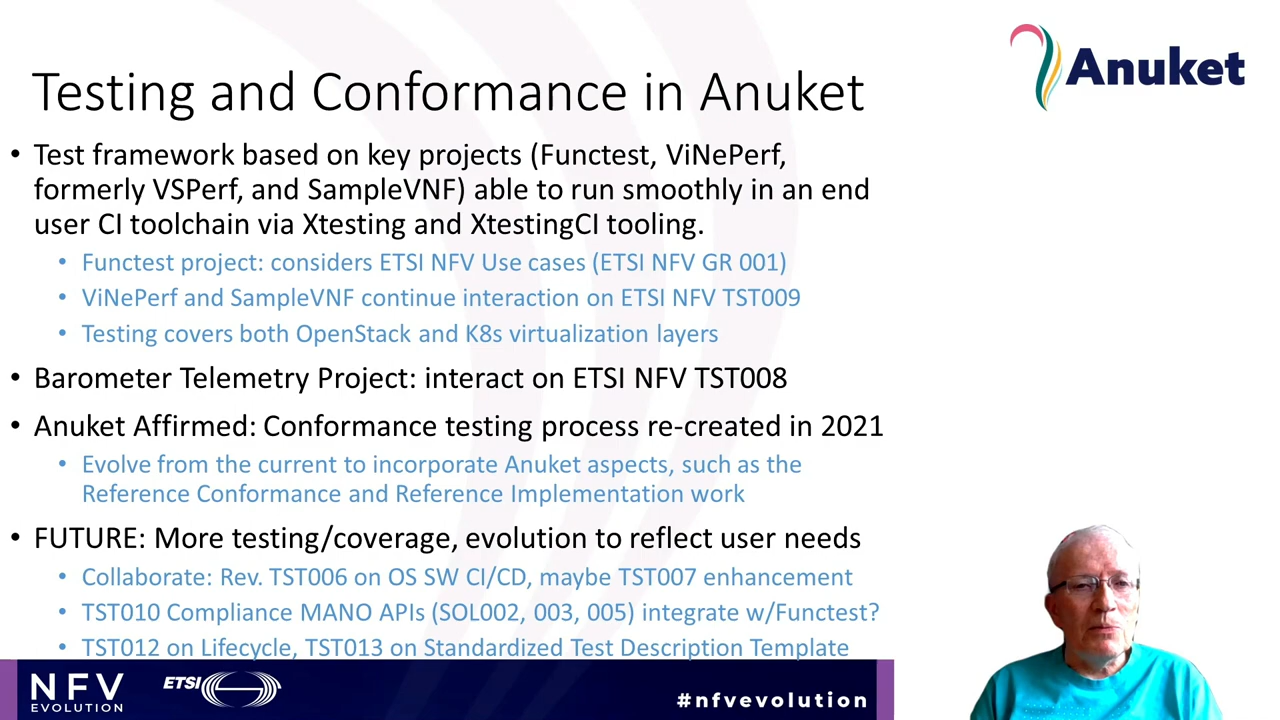 Anuket
Testing and Conformance in Anuket
• Test framework based on key projects (Functest, ViNePerf,
formerly VSPerf, and SampleVNF) able to run smoothly in an end
user CI toolchain via Xtesting and XtestingCI tooling.
• Functest project: considers ETSI NFV Use cases (ETSI NFV GR 001)
• ViNePerf and SampleVNF continue interaction on ETSI NFV TST009
• Testing covers both OpenStack and K8s virtualization layers
• Barometer Telemetry Project: interact on ETSI NFV TST008
• Anuket Affirmed: Conformance testing process re-created in 2021
• Evolve from the current to incorporate Anuket aspects, such as the
Reference Conformance and Reference Implementation work
• FUTURE: More testing/coverage, evolution to reflect user needs
• Collaborate: Rev. TST006 on OS SW CI/CD, maybe TST007 enhancement
• TST010 Compliance MANO APIs (SOL002, 003, 005) integrate w/Functest?
• TST012 on Lifecycle, TST013 on Standardized Test Description Template
NFV
EVOLUTION
ETSI
#nfvevolution